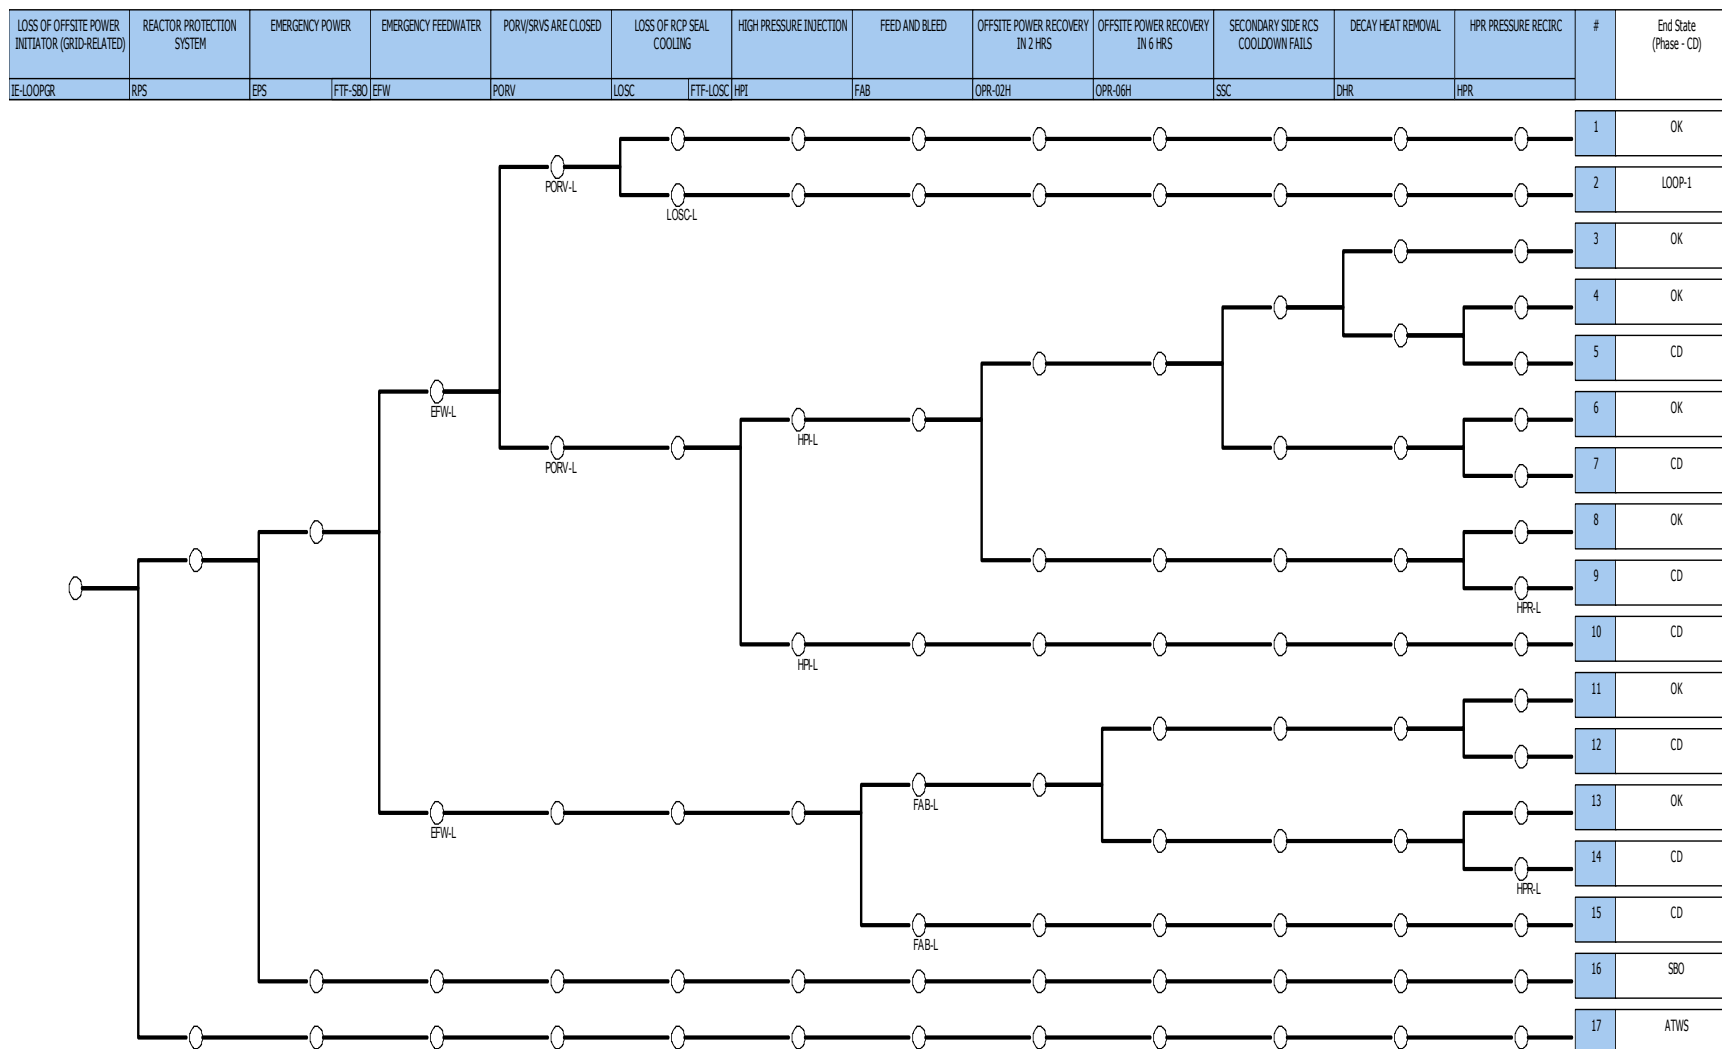 LOSS OF OFFSITE POWER
INITIATOR (GRID-RELATED)
REACTOR PROTECTION
SYSTEM
EMERGENCY POWER
EMERGENCY FEEDWATER
PORV/SRVS ARE CLOSED
LOSS OF RCP SEAL
COOLING
HIGH PRESSURE INJECTION
FEED AND BLEED
OFFSITE POWER RECOVERY
IN 2 HRS
OFFSITE POWER RECOVERY
IN 6 HRS
SECONDARY SIDE RCS
COOLDOWN FAILS
DECAY HEAT REMOVAL
HPR PRESSURE RECIRC
#
End State
(Phase - CD)
IE-LOOPGR
RPS
EPS
FTF-SBO
EFW
PORV
LOSC
FTF-LOSC
HPI
FAB
OPR-02H
OPR-06H
SSC
DHR
HPR
1
OK
PORV-L
2
LOOP-1
LOSC-L
3
OK
4
OK
5
CD
EFW-L
6
OK
HPI-L
PORV-L
7
CD
8
OK
9
CD
HPR-L
10
CD
HPI-L
11
OK
12
CD
FAB-L
13
OK
EFW-L
14
CD
HPR-L
15
CD
FAB-L
16
SBO
17
ATWS